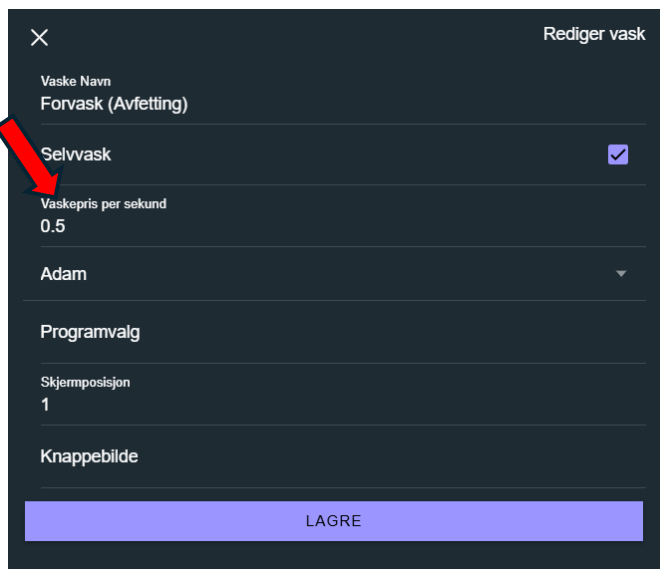 Rediger vask
Vaske Navn
Forvask (Avfetting)
Selvvask
Vaskepris per sekund
0.5
Adam
Programvalg
Skjermposisjon
1
Knappebilde
LAGRE